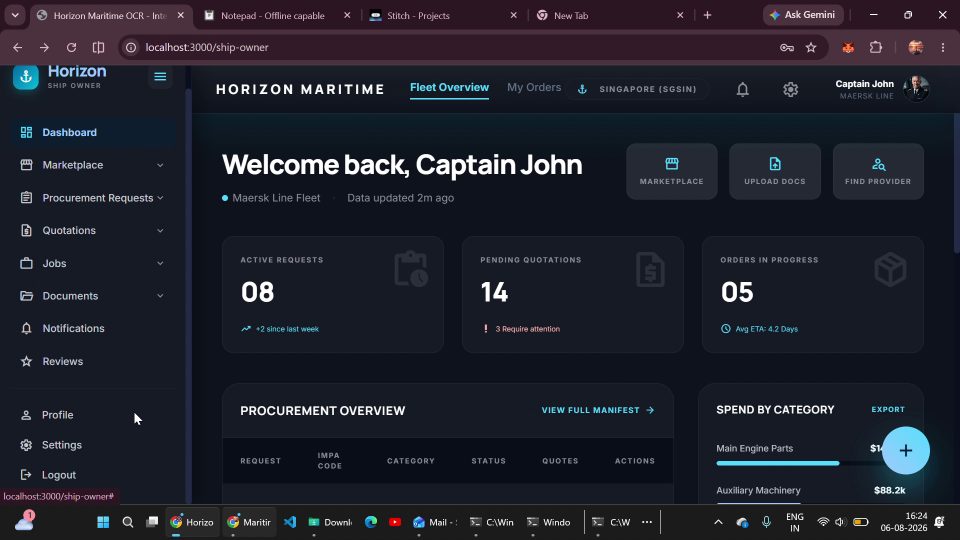 Horizon Maritime OCR - Inte
Notepad - Offline capable
Stitch - Projects
New Tab
Ask Gemini
localhost:3000/ship-owner
Horizon
SHIP OWNER
Dashboard
Marketplace
Procurement Requests
Quotations
Jobs
Documents
Notifications
Reviews
Profile
Settings
Logout
localhost:3000/ship-owner#
HORIZON MARITIME
Fleet Overview
My Orders
SINGAPORE (SGSIN)
Captain John
MAERSK LINE
Welcome back, Captain John
Maersk Line Fleet · Data updated 2m ago
MARKETPLACE
UPLOAD DOCS
FIND PROVIDER
ACTIVE REQUESTS
08
+2 since last week
PENDING QUOTATIONS
14
3 Require attention
ORDERS IN PROGRESS
05
Avg ETA: 4.2 Days
PROCUREMENT OVERVIEW
VIEW FULL MANIFEST
REQUEST
IMPA
CODE
CATEGORY
STATUS
QUOTES
ACTIONS
SPEND BY CATEGORY
EXPORT
Main Engine Parts
Auxiliary Machinery
$88.2k
1
Horizo
Maritir
Downl
Mail - S
C:\Win
Windo
C:\W
ENG
IN
16:24
06-08-2026